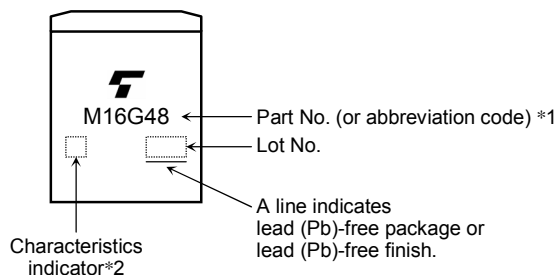 M16G48
Part No. (or abbreviation code) *1
Lot No.
A line indicates
lead (Pb)-free package or
lead (Pb)-free finish.
Characteristics
indicator*2